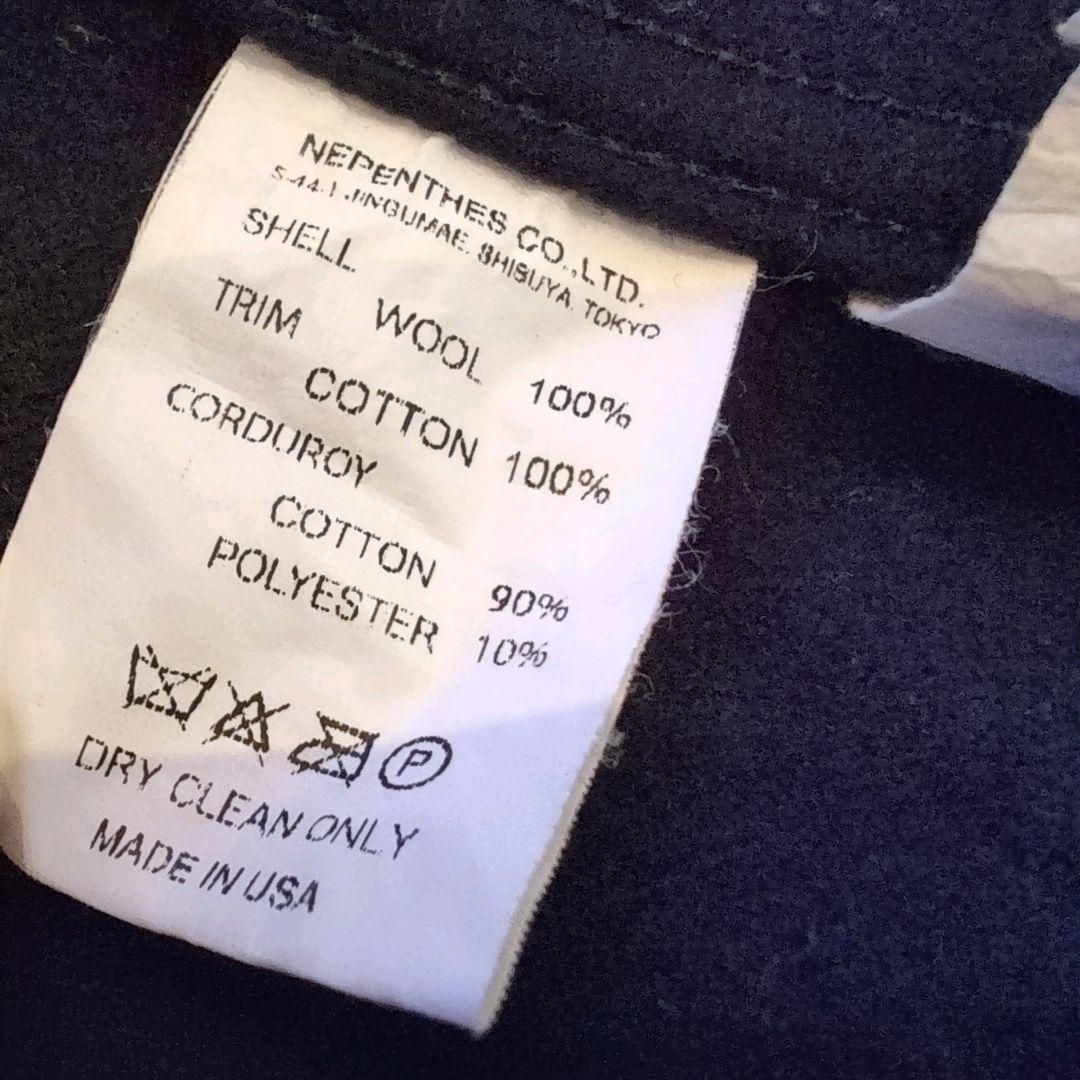 NEPENTHES CO.,LTD.
5-44-1 JINGUMAE, SHIBUYA, TOKYO
SHELL
WOOL 100%
TRIM
COTTON 100%
CORDUROY
COTTON 90%
POLYESTER 10%
P
DRY CLEAN ONLY
MADE IN USA